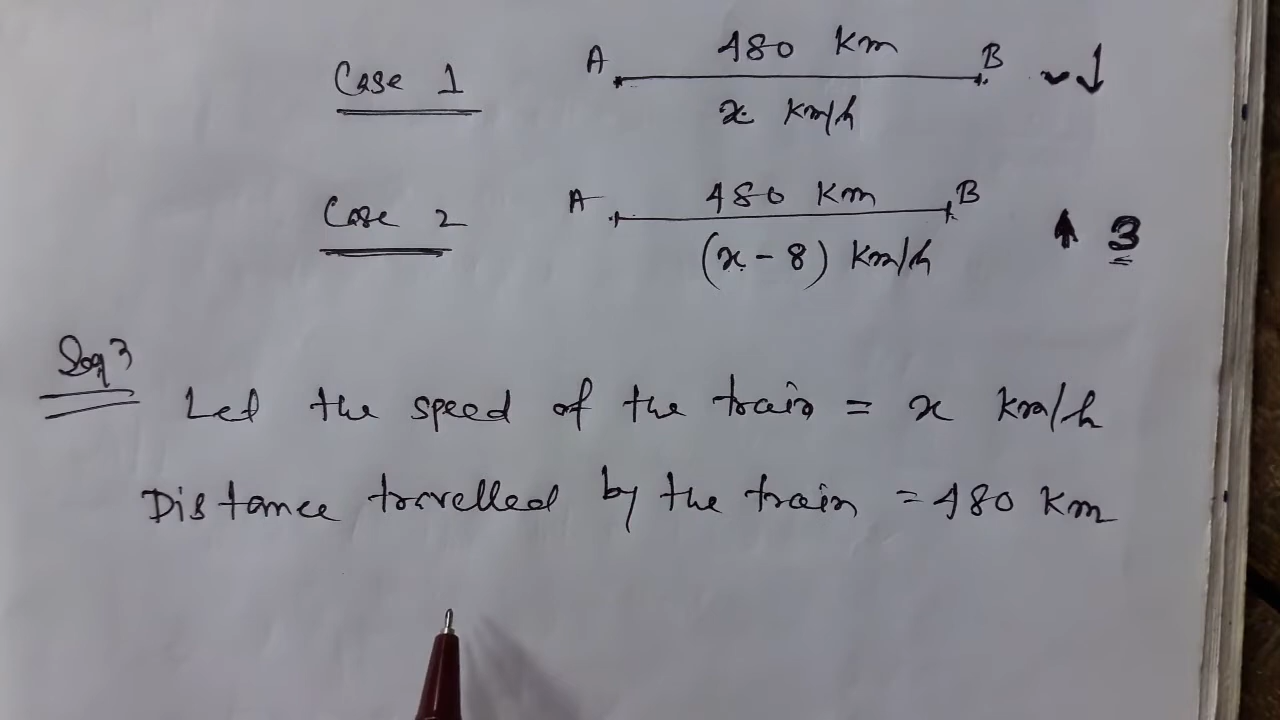 Case 1 A 480 Km B
x Km/h
Case 2 A 480 Km B
(x - 8) Km/h 3
Let the speed of the train = x Km/h
Distance travelled by the train = 480 Km